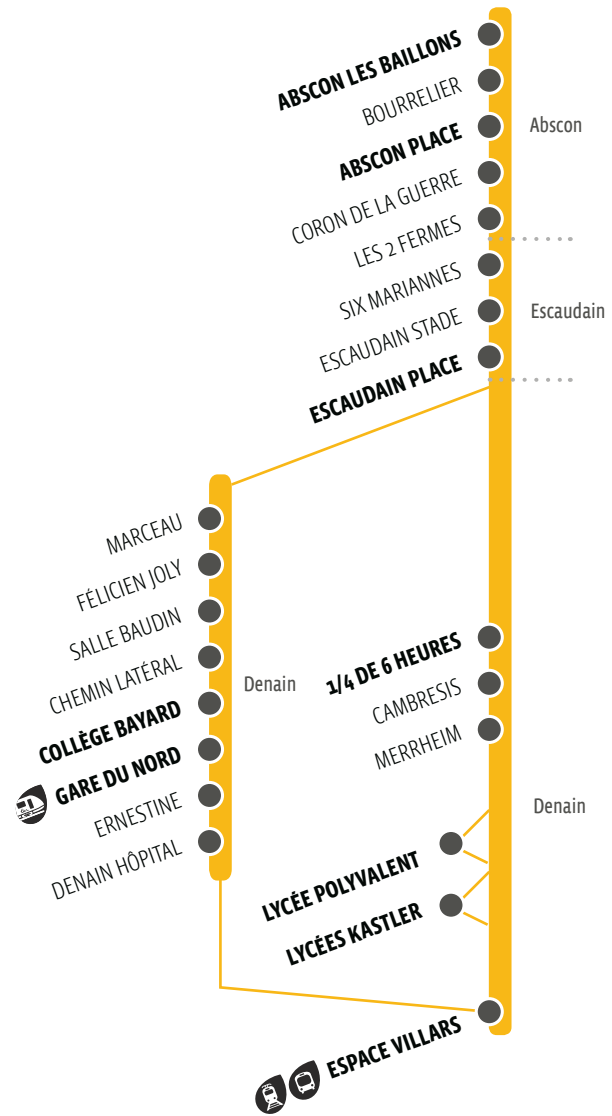 ABSCON LES BAILLONS
BOURRELIER
ABSCON PLACE
Abscon
CORON DE LA GUERRE
LES 2 FERMES
SIX MARIANNES
ESCAUDAIN STADE
Escaudain
ESCAUDAIN PLACE
MARCEAU
FÉLICIEN JOLY
SALLE BAUDIN
CHEMIN LATÉRAL
COLLÈGE BAYARD
GARE DU NORD
ERNESTINE
DENAIN HÔPITAL
Denain
1/4 DE 6 HEURES
CAMBRESIS
MERRHEIM
Denain
LYCÉE POLYVALENT
LYCÉES KASTLER
ESPACE VILLARS